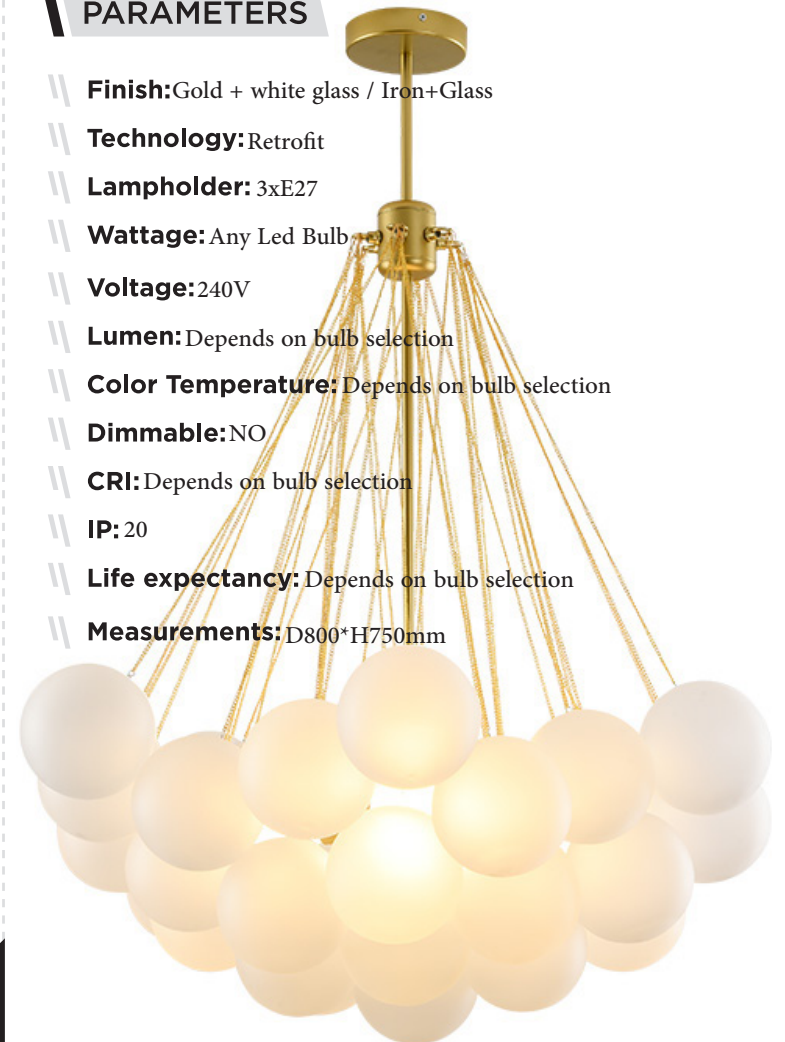 PARAMETERS
Finish:Gold + white glass / Iron+Glass
Technology:Retrofit
Lampholder: 3xE27
Wattage: Any Led Bulb
Voltage:240V
Lumen: Depends on bulb selection
Color Temperature: Depends on bulb selection
Dimmable:NO
CRI: Depends on bulb selection
IP: 20
Life expectancy: Depends on bulb selection
Measurements: D800*H750mm